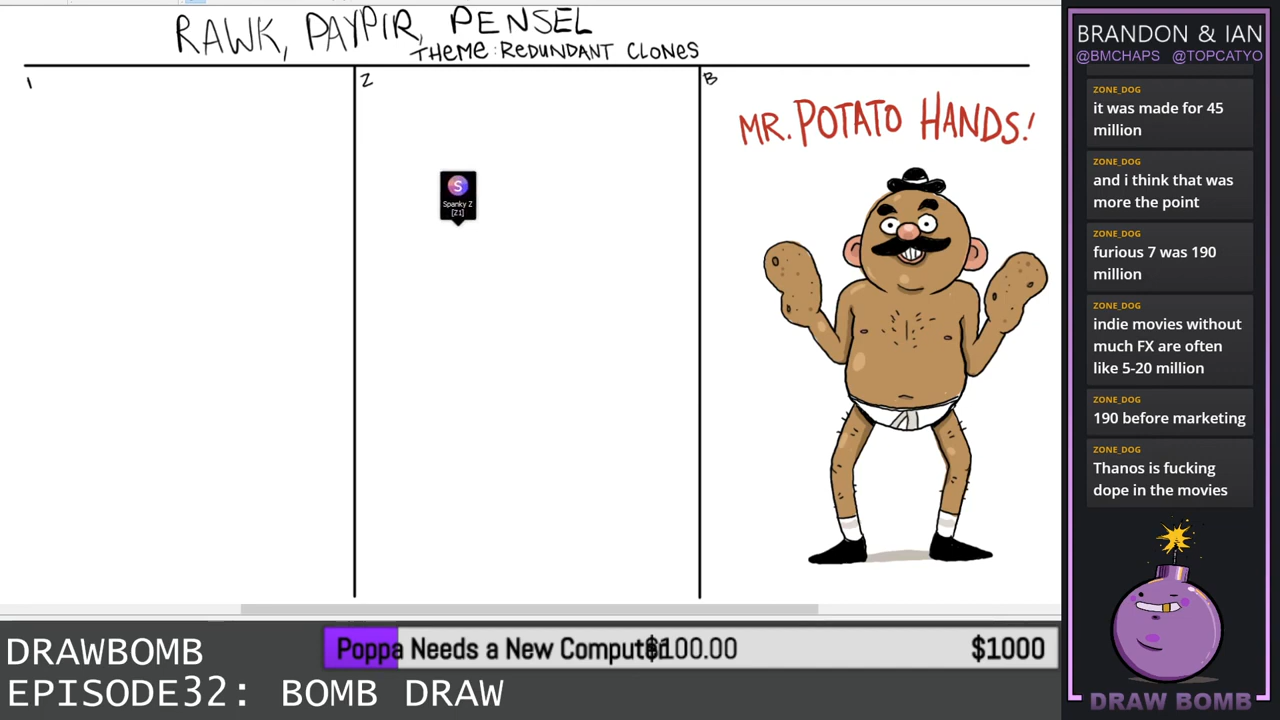 RAWK, PAYPIR, PENSEL
THEME: REDUNDANT CLONES
1
2
B
MR. POTATO HANDS!
S
Spanky Z
[Z1]
BRANDON & IAN
@BMCHAPS @TOPCATYO
ZONE_DOG
it was made for 45
million
ZONE_DOG
and i think that was
more the point
ZONE_DOG
furious 7 was 190
million
ZONE_DOG
indie movies without
much FX are often
like 5-20 million
ZONE_DOG
190 before marketing
ZONE_DOG
Thanos is fucking
dope in the movies
DRAW BOMB
DRAWBOMB
EPISODE32: BOMB DRAW
Poppa Needs a New Computer $100.00 $1000